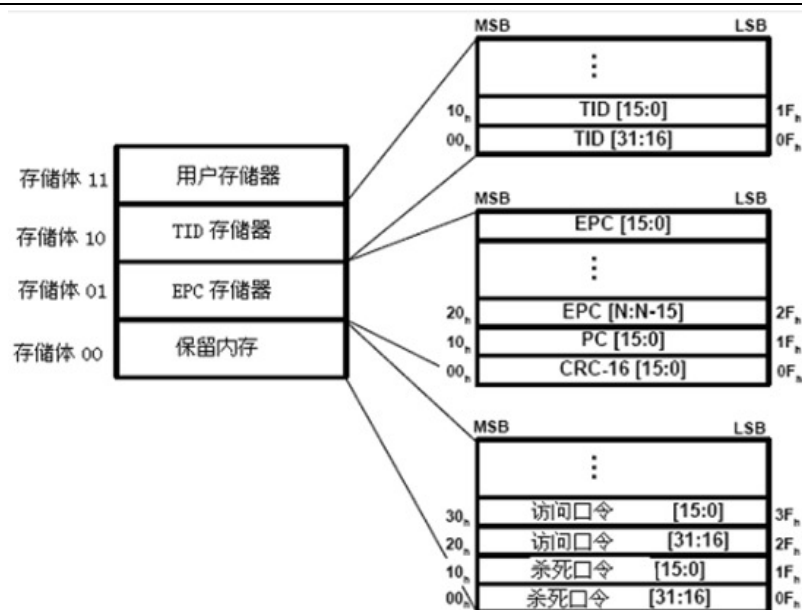 MSB LSB
⋮
10h TID [15:0] 1Fh
00h TID [31:16] 0Fh
存储体 11 用户存储器
存储体 10 TID 存储器
存储体 01 EPC 存储器
存储体 00 保留内存
MSB LSB
EPC [15:0]
⋮
20h EPC [N:N-15] 2Fh
10h PC [15:0] 1Fh
00h CRC-16 [15:0] 0Fh
MSB LSB
⋮
30h 访问口令 [15:0] 3Fh
20h 访问口令 [31:16] 2Fh
10h 杀死口令 [15:0] 1Fh
00h 杀死口令 [31:16] 0Fh